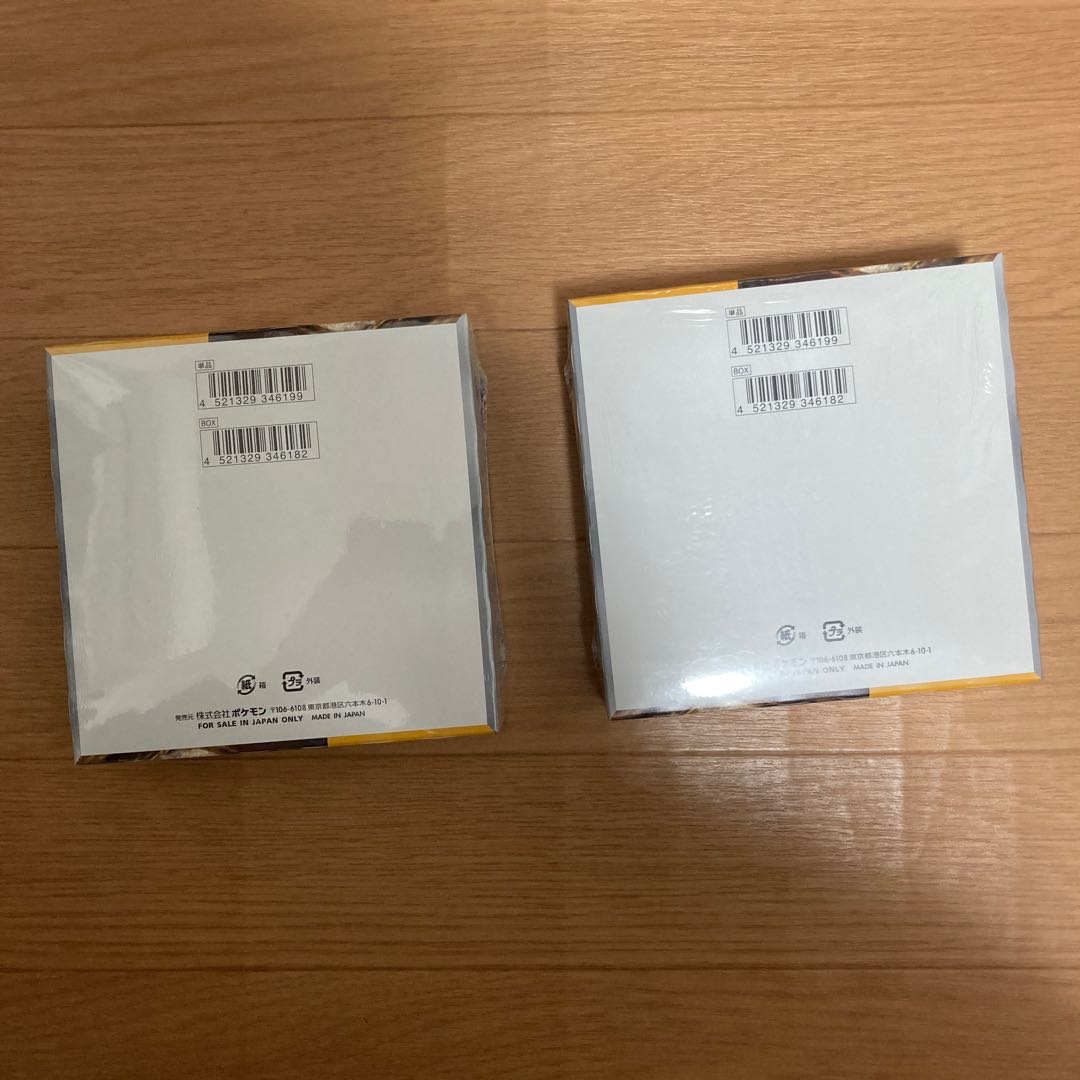 単品
4 521329 346199
BOX
4 521329 346182
紙 箱 プラ 外装
発売元 株式会社ポケモン 〒106-6108 東京都港区六本木6-10-1
FOR SALE IN JAPAN ONLY MADE IN JAPAN
単品
4 521329 346199
BOX
4 521329 346182
紙 箱 プラ 外装
ポケモン 〒106-6108 東京都港区六本木6-10-1
JAPAN ONLY MADE IN JAPAN